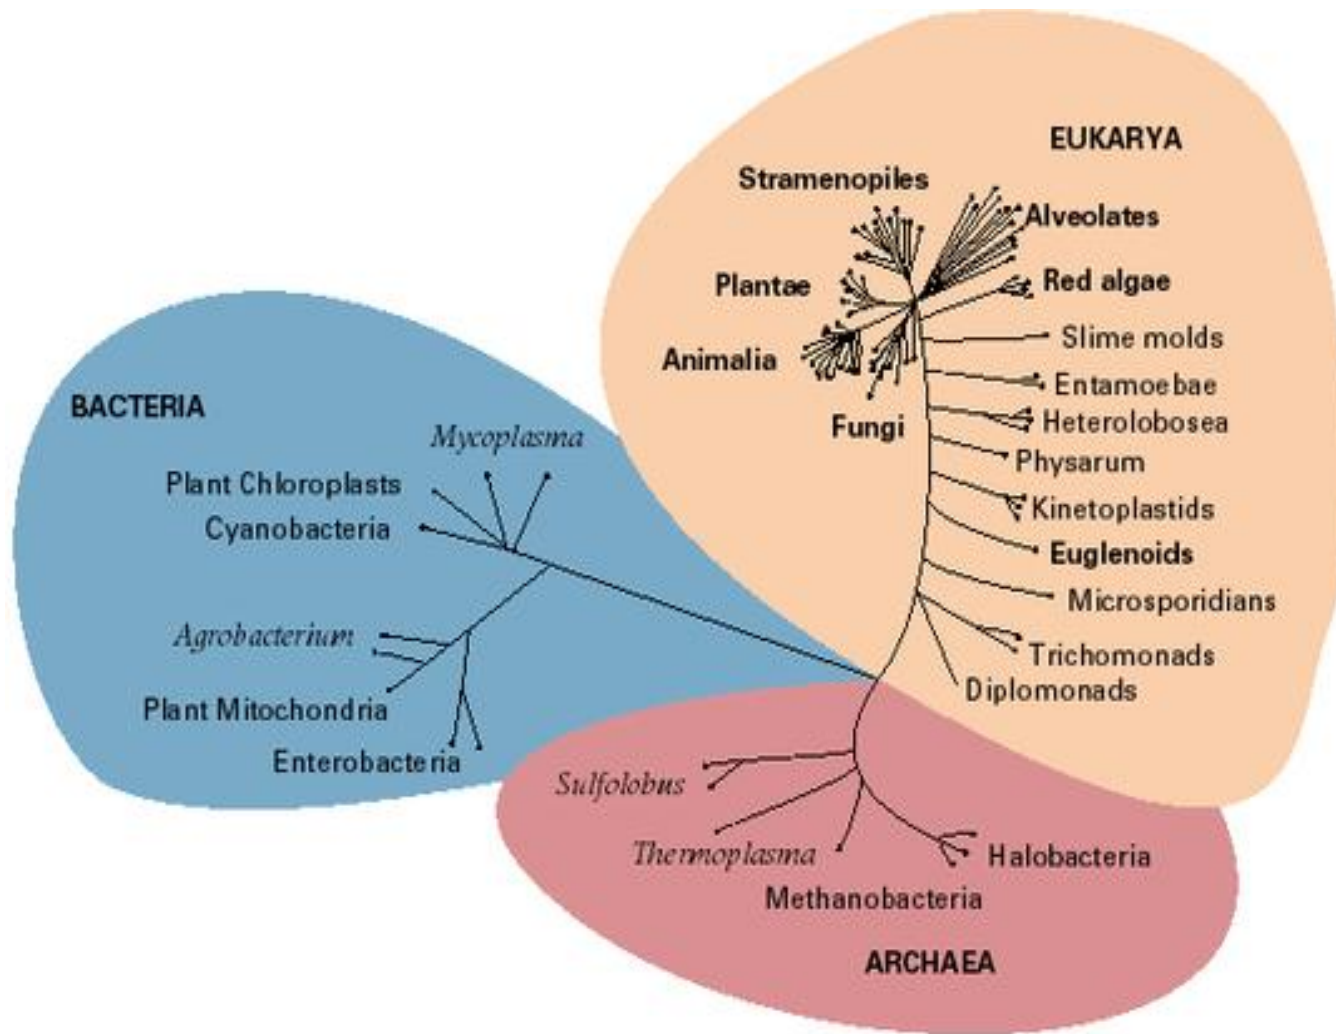 EUKARYA
Stramenopiles
Alveolates
Plantae
Red algae
Animalia
Slime molds
Entamoebae
Fungi
Heterolobosea
Physarum
Kinetoplastids
Euglenoids
Microsporidians
Trichomonads
Diplomonads
BACTERIA
Mycoplasma
Plant Chloroplasts
Cyanobacteria
Agrobacterium
Plant Mitochondria
Enterobacteria
Sulfolobus
Thermoplasma
Halobacteria
Methanobacteria
ARCHAEA